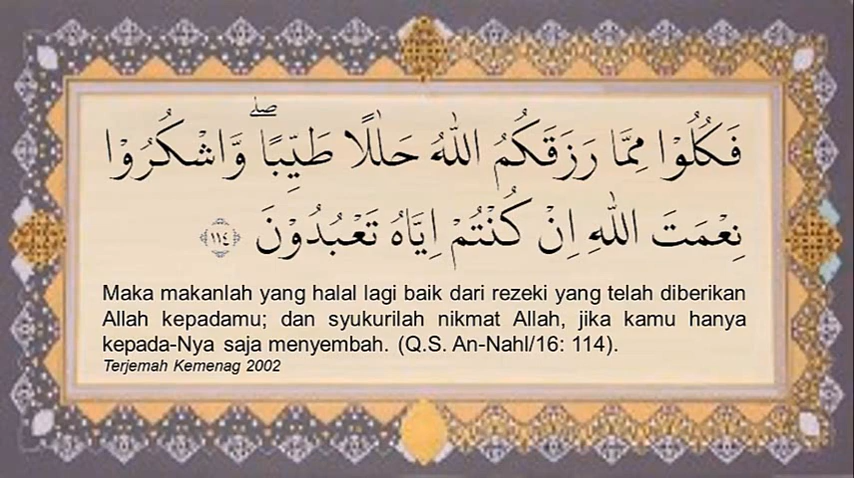 فَكُلُوْا مِمَّا رَزَقَكُمُ اللّٰهُ حَلٰلًا طَيِّبًاۖ وَّاشْكُرُوْا
نِعْمَتَ اللّٰهِ اِنْ كُنْتُمْ اِيَّاهُ تَعْبُدُوْنَ ١١٤
Maka makanlah yang halal lagi baik dari rezeki yang telah diberikan
Allah kepadamu; dan syukurilah nikmat Allah, jika kamu hanya
kepada-Nya saja menyembah. (Q.S. An-Nahl/16: 114).
Terjemah Kemenag 2002